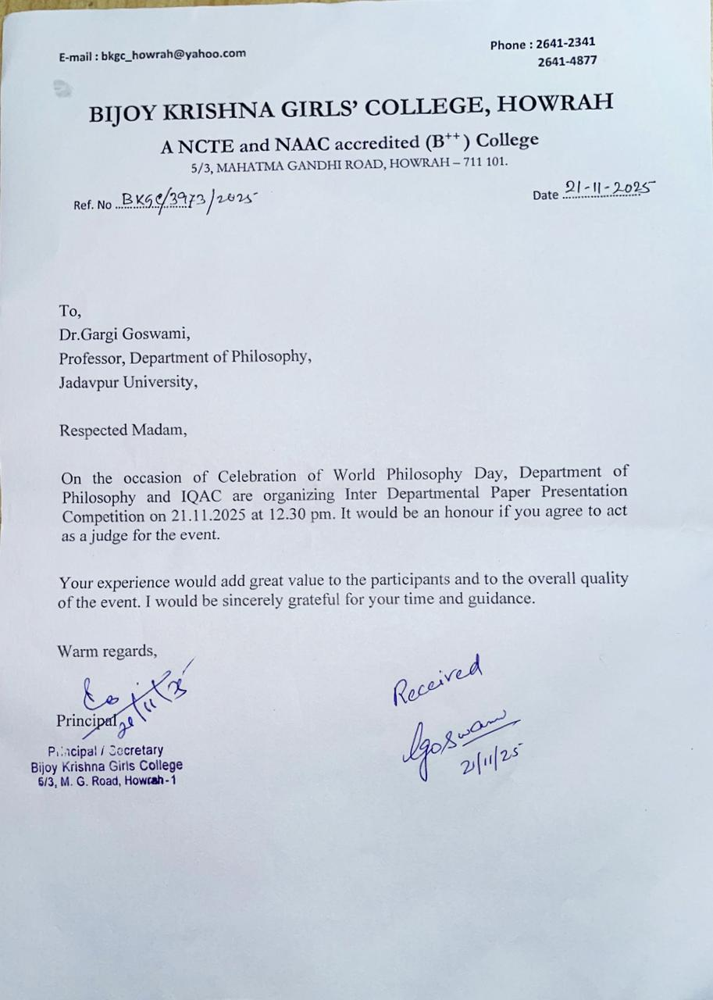 E-mail : bkgc_howrah@yahoo.com
Phone : 2641-2341
2641-4877
BIJOY KRISHNA GIRLS' COLLEGE, HOWRAH
A NCTE and NAAC accredited (B++) College
5/3, MAHATMA GANDHI ROAD, HOWRAH – 711 101.
Ref. No BKGC/3973/2025
Date 21-11-2025
To,
Dr.Gargi Goswami,
Professor, Department of Philosophy,
Jadavpur University,
Respected Madam,
On the occasion of Celebration of World Philosophy Day, Department of
Philosophy and IQAC are organizing Inter Departmental Paper Presentation
Competition on 21.11.2025 at 12.30 pm. It would be an honour if you agree to act
as a judge for the event.
Your experience would add great value to the participants and to the overall quality
of the event. I would be sincerely grateful for your time and guidance.
Warm regards,
21/11/25
Principal
Principal / Secretary
Bijoy Krishna Girls College
5/3, M. G. Road, Howrah-1
Received
Ggoswami
21/11/25